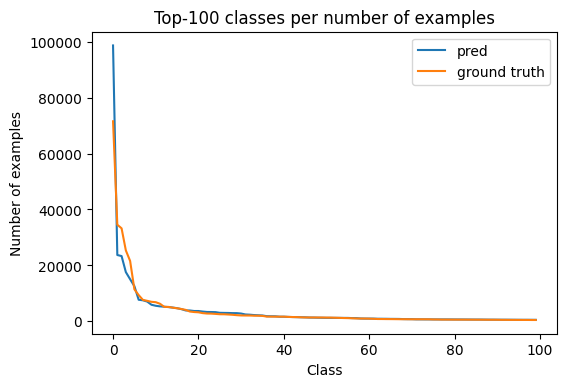 Top-100 classes per number of examples
pred
ground truth
Number of examples
100000
80000
60000
40000
20000
0
0 20 40 60 80 100
Class